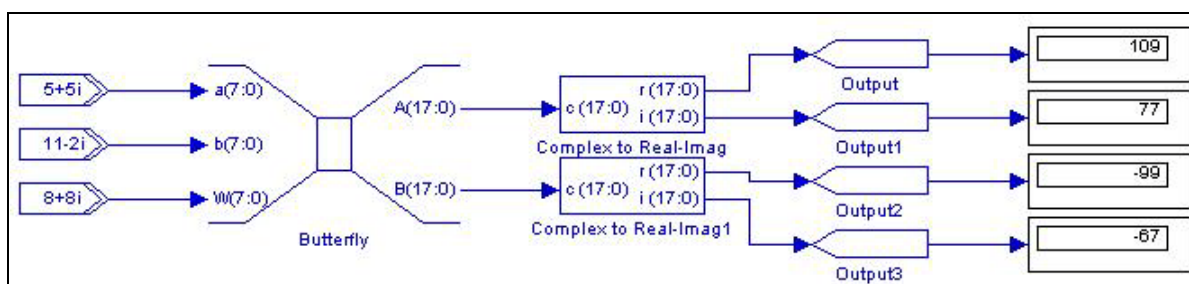 5+5i
a(7:0)
11-2i
b(7:0)
8+8i
W(7:0)
Butterfly
A(17:0)
B(17:0)
c(17:0)
r(17:0)
i(17:0)
Complex to Real-Imag
c(17:0)
r(17:0)
i(17:0)
Complex to Real-Imag1
Output
109
Output1
77
Output2
-99
Output3
-67